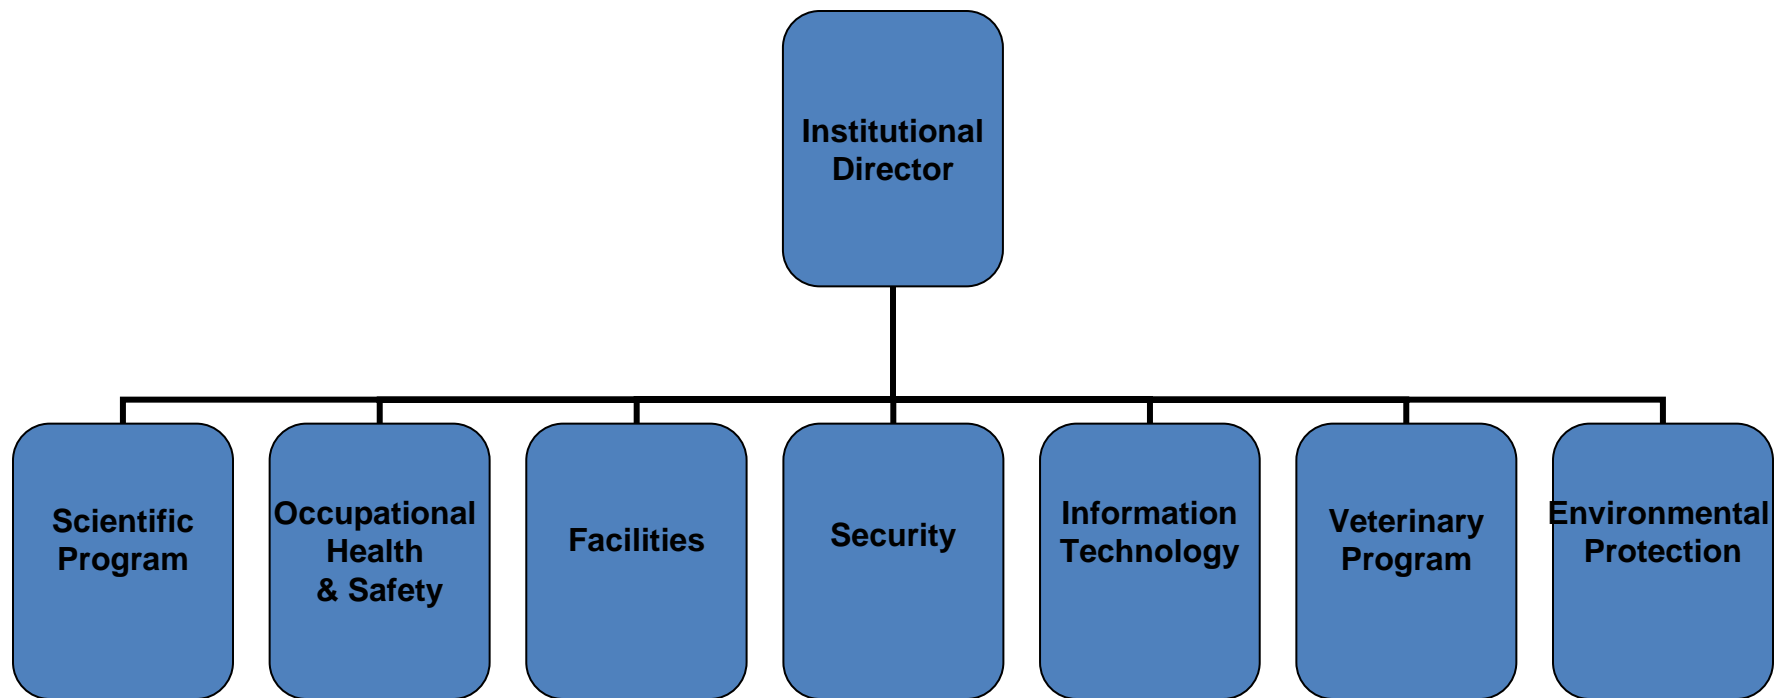 Institutional
Director
Scientific
Program
Occupational
Health
& Safety
Facilities
Security
Information
Technology
Veterinary
Program
Environmental
Protection